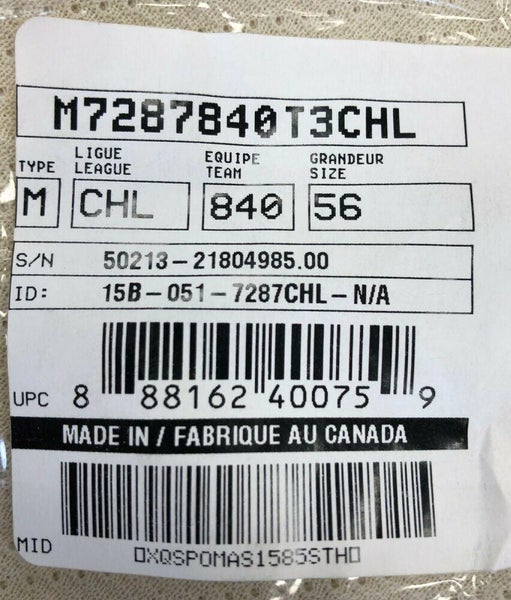 M7287840T3CHL
TYPE LIGUE LEAGUE EQUIPE TEAM GRANDEUR SIZE
M CHL 840 56
S/N 50213-21804985.00
ID: 15B-051-7287CHL-N/A
UPC 8 88162 40075 9
MADE IN / FABRIQUE AU CANADA
MID
▯XQSPOMAS1585STH▯